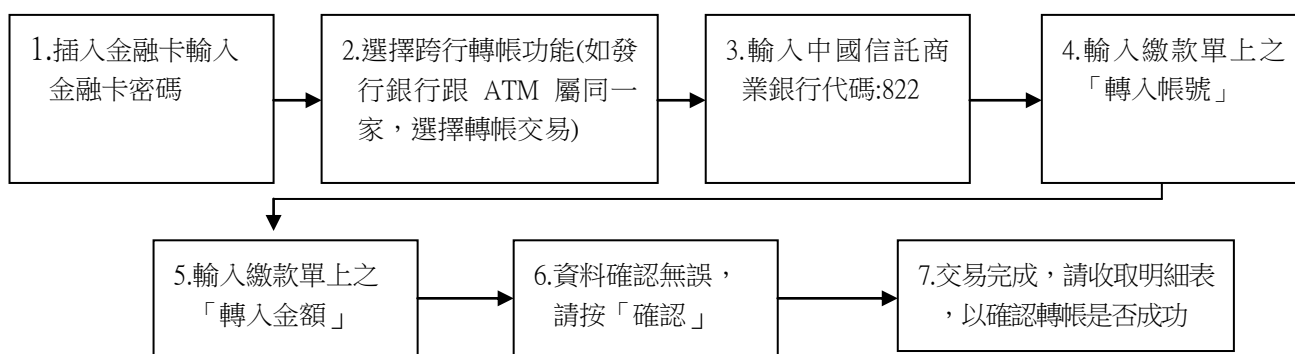 1.插入金融卡輸入
金融卡密碼
2.選擇跨行轉帳功能(如發
行銀行跟 ATM 屬同一
家，選擇轉帳交易)
3.輸入中國信託商
業銀行代碼:822
4.輸入繳款單上之
「轉入帳號」
5.輸入繳款單上之
「轉入金額」
6.資料確認無誤，
請按「確認」
7.交易完成，請收取明細表
，以確認轉帳是否成功